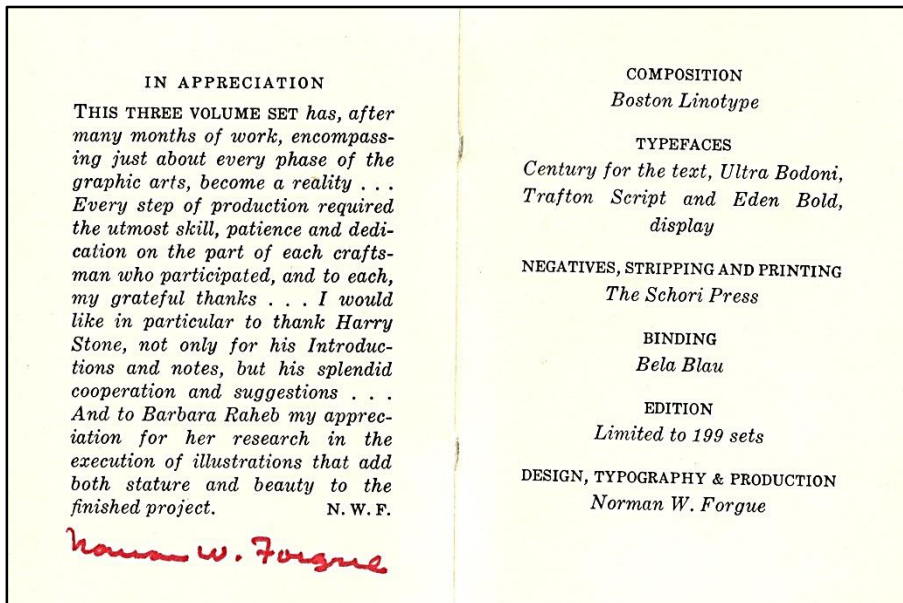 IN APPRECIATION
THIS THREE VOLUME SET has, after
many months of work, encompass-
ing just about every phase of the
graphic arts, become a reality . . .
Every step of production required
the utmost skill, patience and dedi-
cation on the part of each crafts-
man who participated, and to each,
my grateful thanks . . . I would
like in particular to thank Harry
Stone, not only for his Introduc-
tions and notes, but his splendid
cooperation and suggestions . . .
And to Barbara Raheb my apprec-
iation for her research in the
execution of illustrations that add
both stature and beauty to the
finished project. N. W. F.
Norman W. Forgue
COMPOSITION
Boston Linotype
TYPEFACES
Century for the text, Ultra Bodoni,
Trafton Script and Eden Bold,
display
NEGATIVES, STRIPPING AND PRINTING
The Schori Press
BINDING
Bela Blau
EDITION
Limited to 199 sets
DESIGN, TYPOGRAPHY & PRODUCTION
Norman W. Forgue